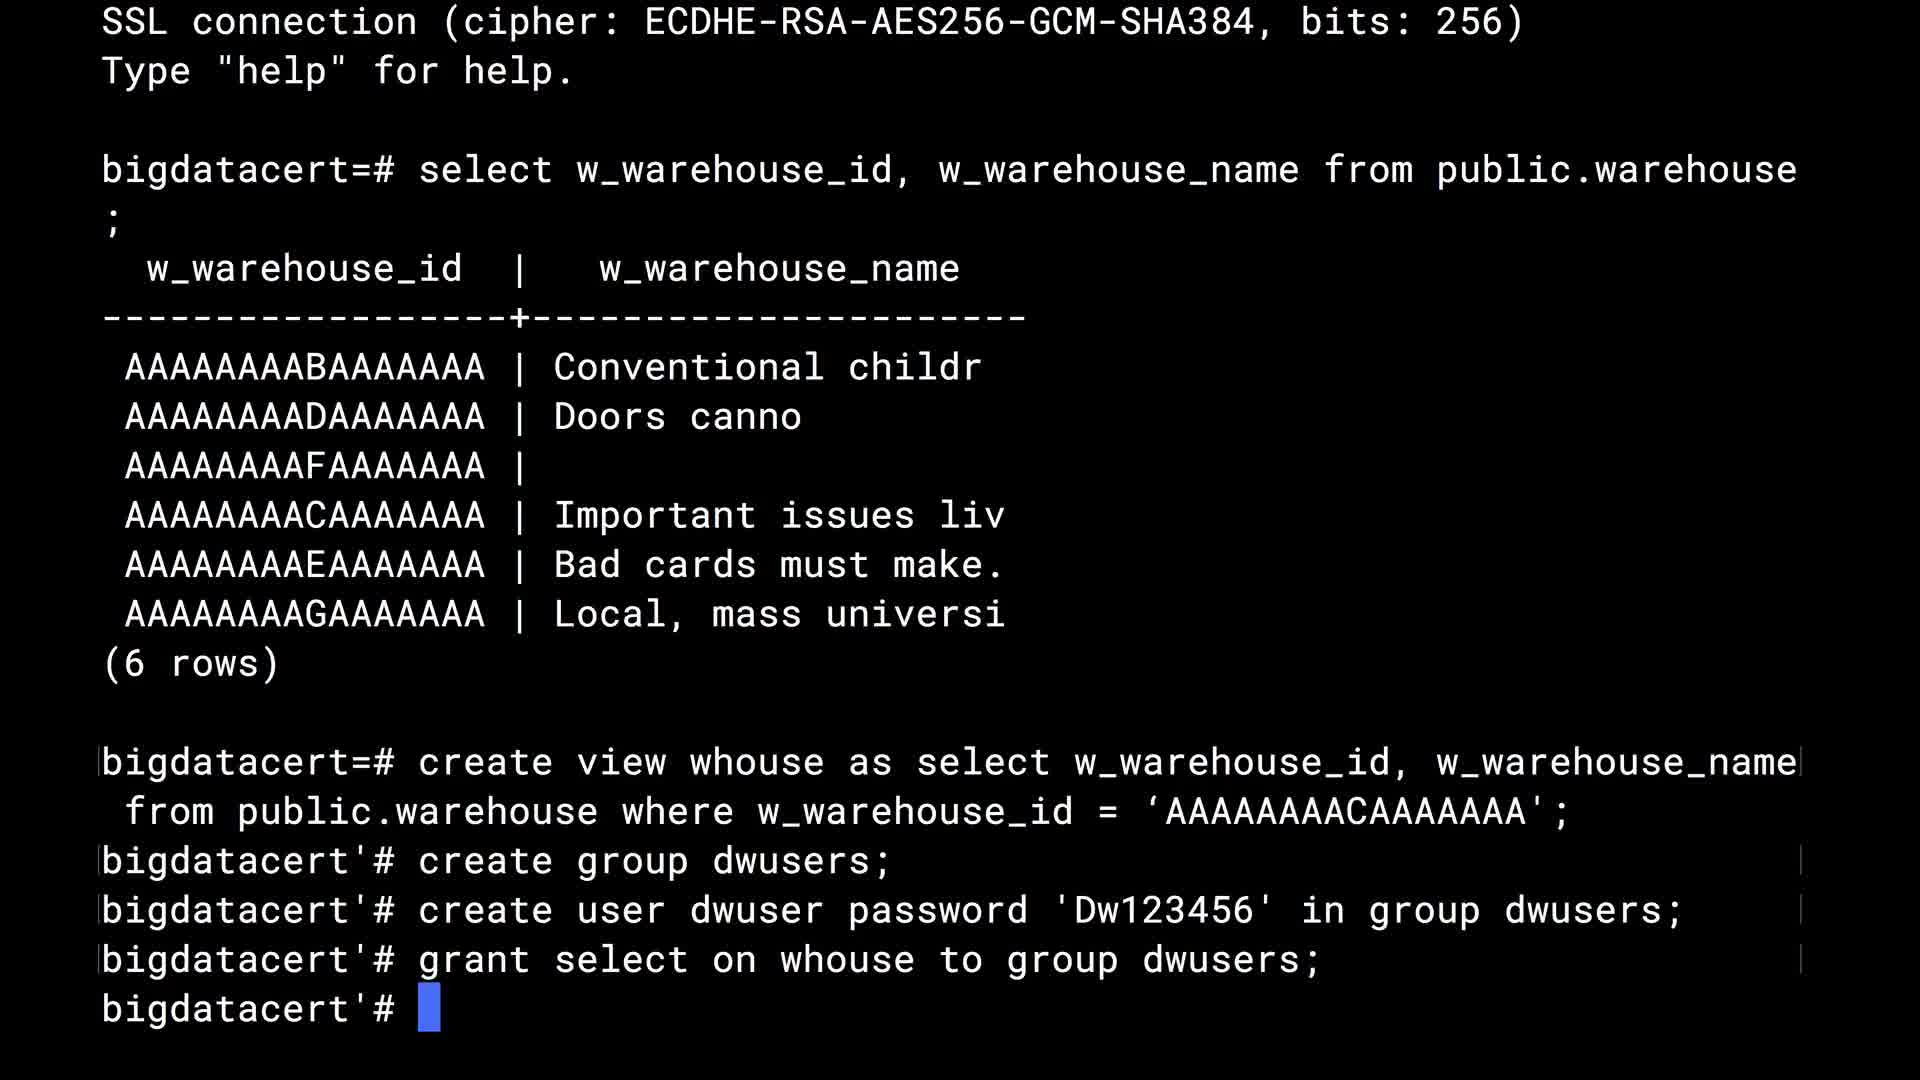 SSL connection (cipher: ECDHE-RSA-AES256-GCM-SHA384, bits: 256)
Type "help" for help.
bigdatacert=# select w_warehouse_id, w_warehouse_name from public.warehouse
;
w_warehouse_id | w_warehouse_name
------------------+----------------------
AAAAAAAABAAAAAAA | Conventional childr
AAAAAAAADAAAAAAA | Doors canno
AAAAAAAAFAAAAAAA |
AAAAAAAACAAAAAAA | Important issues liv
AAAAAAAAEAAAAAAA | Bad cards must make.
AAAAAAAAGAAAAAAA | Local, mass universi
(6 rows)
bigdatacert=# create view whouse as select w_warehouse_id, w_warehouse_name
from public.warehouse where w_warehouse_id = ‘AAAAAAAACAAAAAAA';
bigdatacert'# create group dwusers;
bigdatacert'# create user dwuser password 'Dw123456' in group dwusers;
bigdatacert'# grant select on whouse to group dwusers;
bigdatacert'#